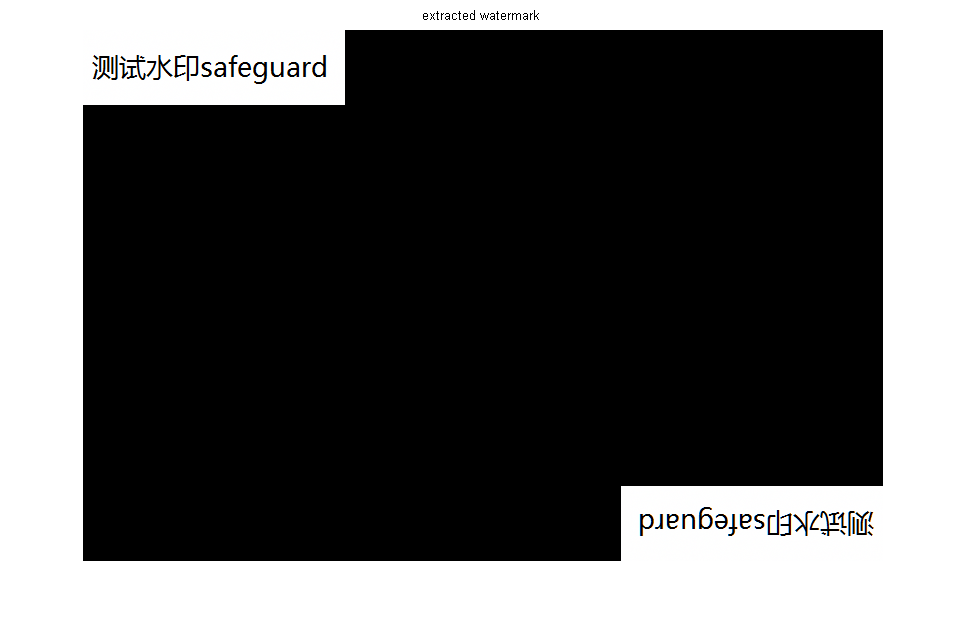 extracted watermark
测试水印safeguard
测试水印safeguard